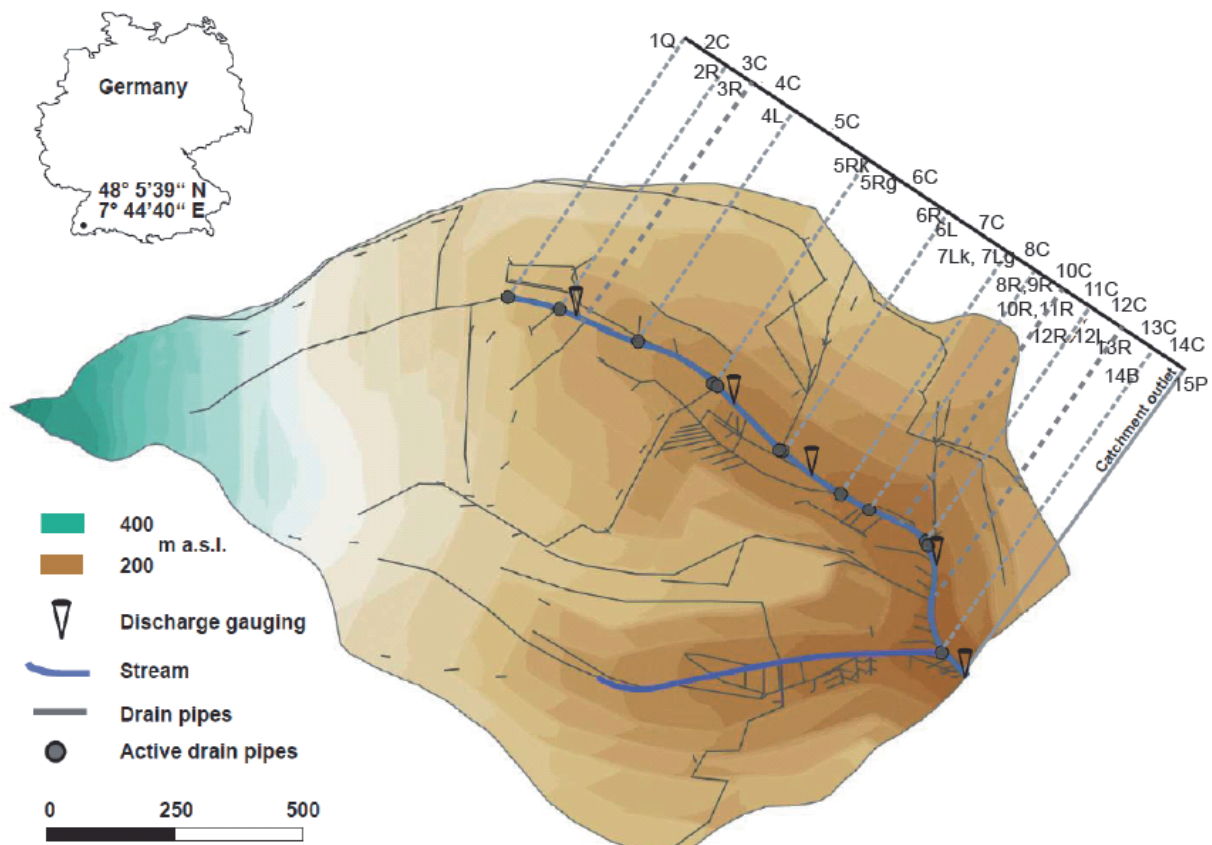 Germany
48° 5'39“ N
7° 44'40“ E
1Q
2C
2R
3C
3R
4C
4L
5C
5Rk
5Rg
6C
6R
6L
7C
7Lk, 7Lg
8C
8R,9R
10C
10R,11R
11C
12R,12L
12C
13R
13C
14B
14C
15P
Catchment outlet
400
m a.s.l.
200
Discharge gauging
Stream
Drain pipes
Active drain pipes
0 250 500